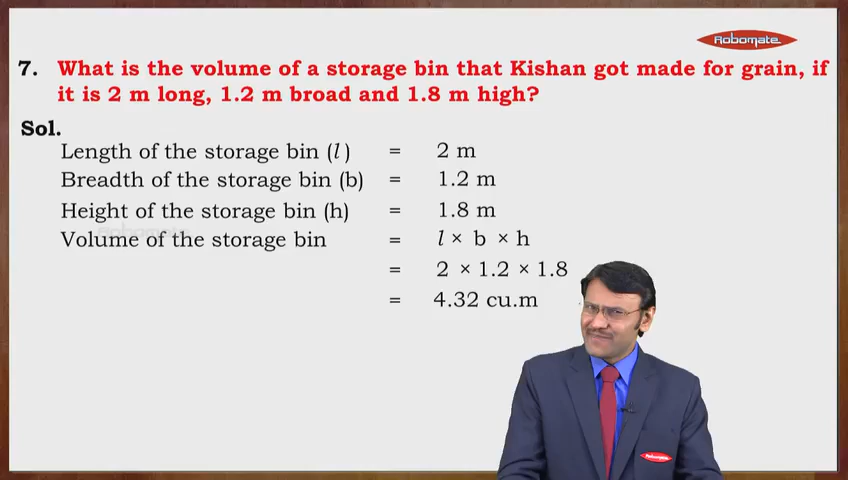 Robomate
7. What is the volume of a storage bin that Kishan got made for grain, if
it is 2 m long, 1.2 m broad and 1.8 m high?
Sol.
Length of the storage bin (l) = 2 m
Breadth of the storage bin (b) = 1.2 m
Height of the storage bin (h) = 1.8 m
Robomate
Volume of the storage bin = l × b × h
= 2 × 1.2 × 1.8
= 4.32 cu.m
Robomate